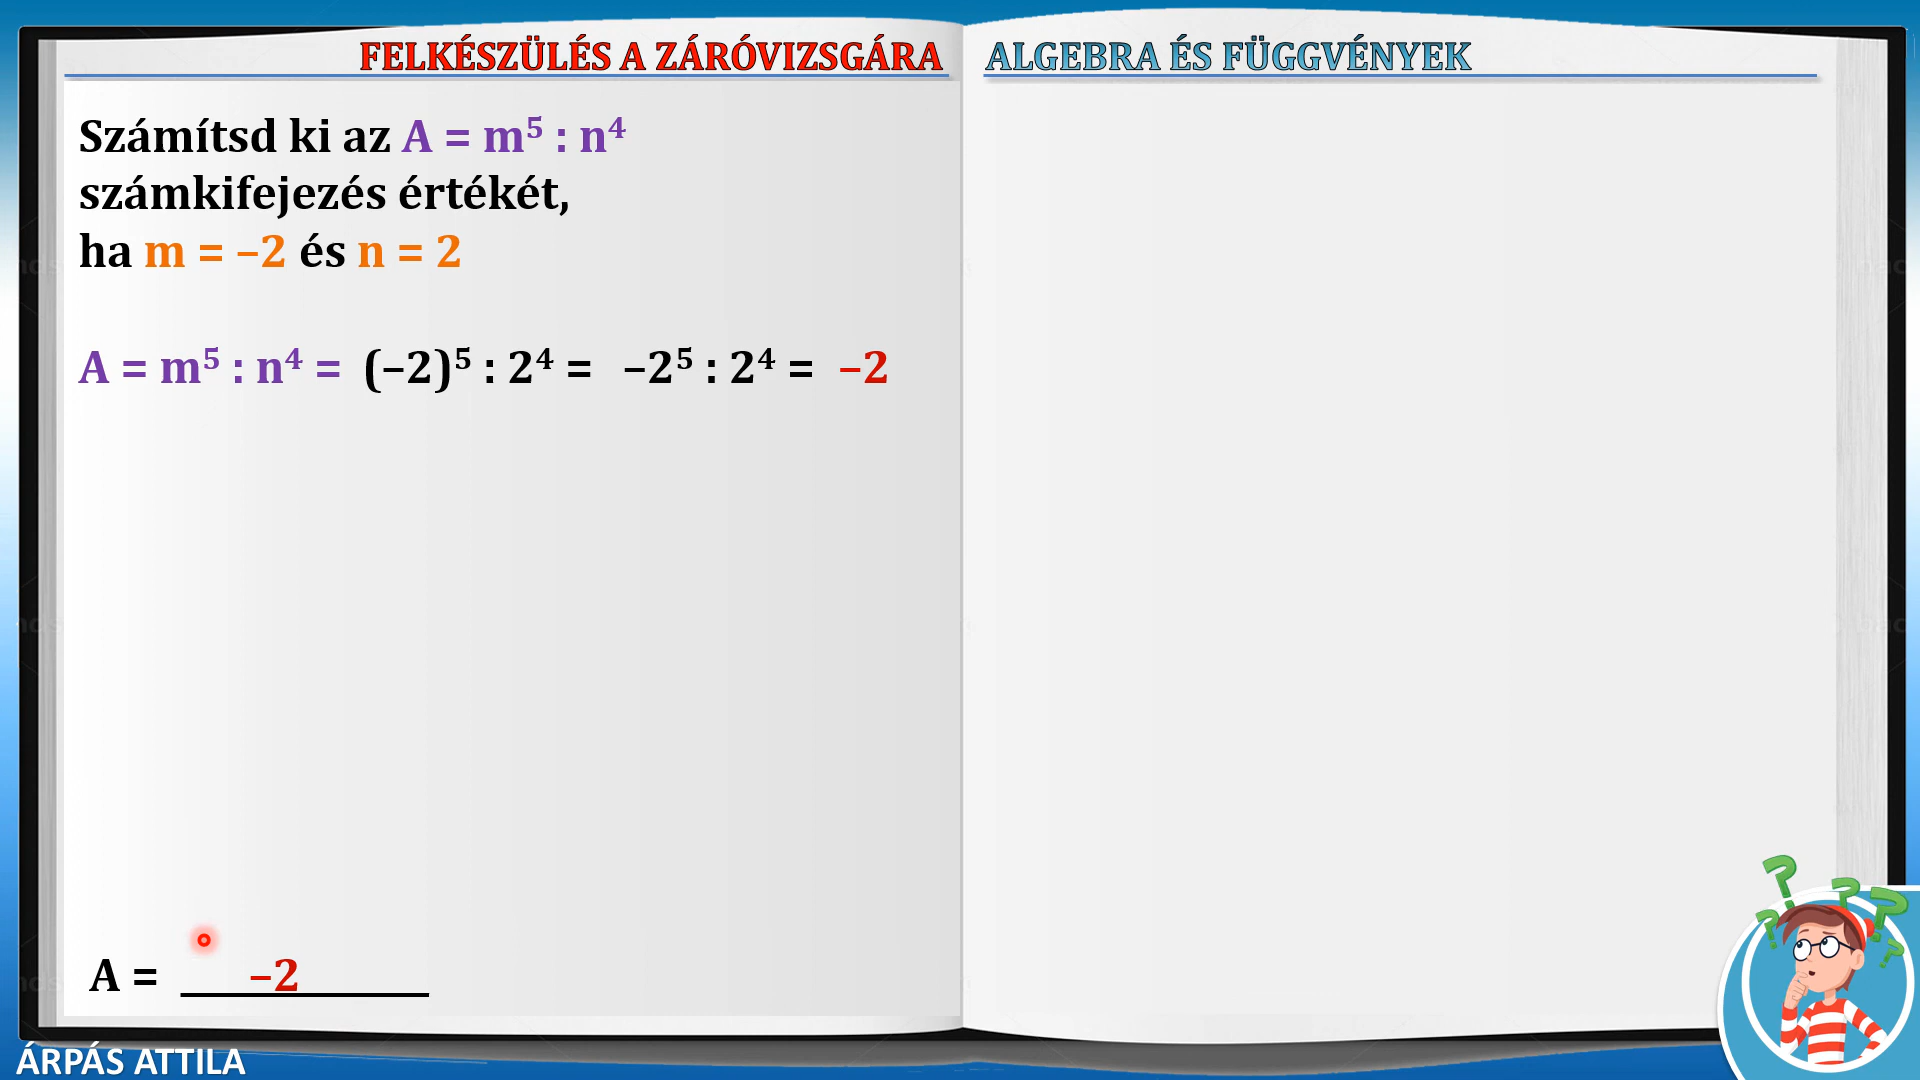 FELKÉSZÜLÉS A ZÁRÓVIZSGÁRA
Számítsd ki az A = m⁵ : n⁴
számkifejezés értékét,
ha m = –2 és n = 2
A = m⁵ : n⁴ = (–2)⁵ : 2⁴ = –2⁵ : 2⁴ = –2
A = –2
ALGEBRA ÉS FÜGGVÉNYEK
ÁRPÁS ATTILA